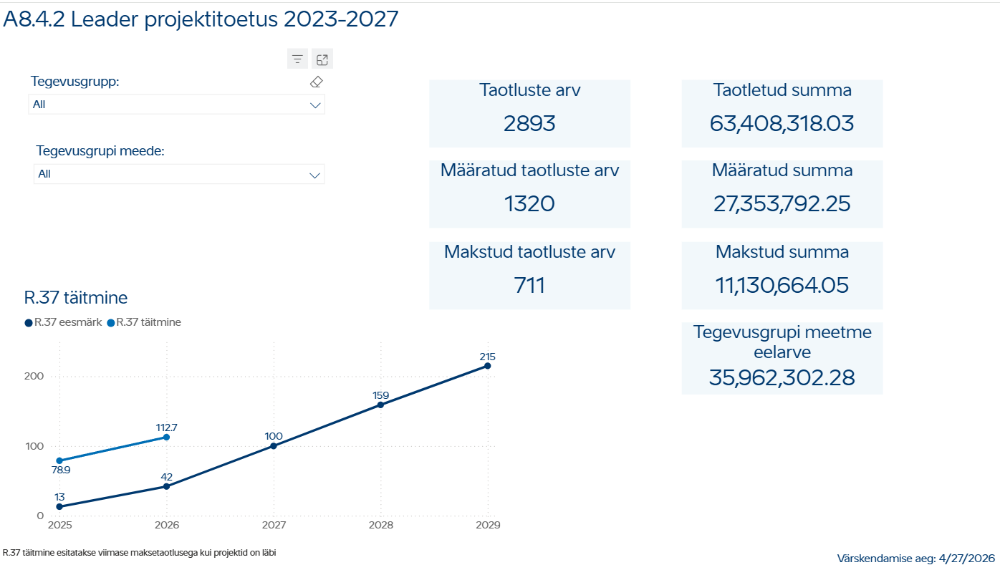 A8.4.2 Leader projektitoetus 2023-2027
Tegevusgrupp:
All
Tegevusgrupi meede:
All
Taotluste arv
2893
Taotletud summa
63,408,318.03
Määratud taotluste arv
1320
Määratud summa
27,353,792.25
Makstud taotluste arv
711
Makstud summa
11,130,664.05
Tegevusgrupi meetme
eelarve
35,962,302.28
R.37 täitmine
R.37 eesmärk R.37 täitmine
200
100
0
78.9
112.7
13
42
100
159
215
2025 2026 2027 2028 2029
R.37 täitmine esitatakse viimase maksetaotlusega kui projektid on läbi
Värskendamise aeg: 4/27/2026